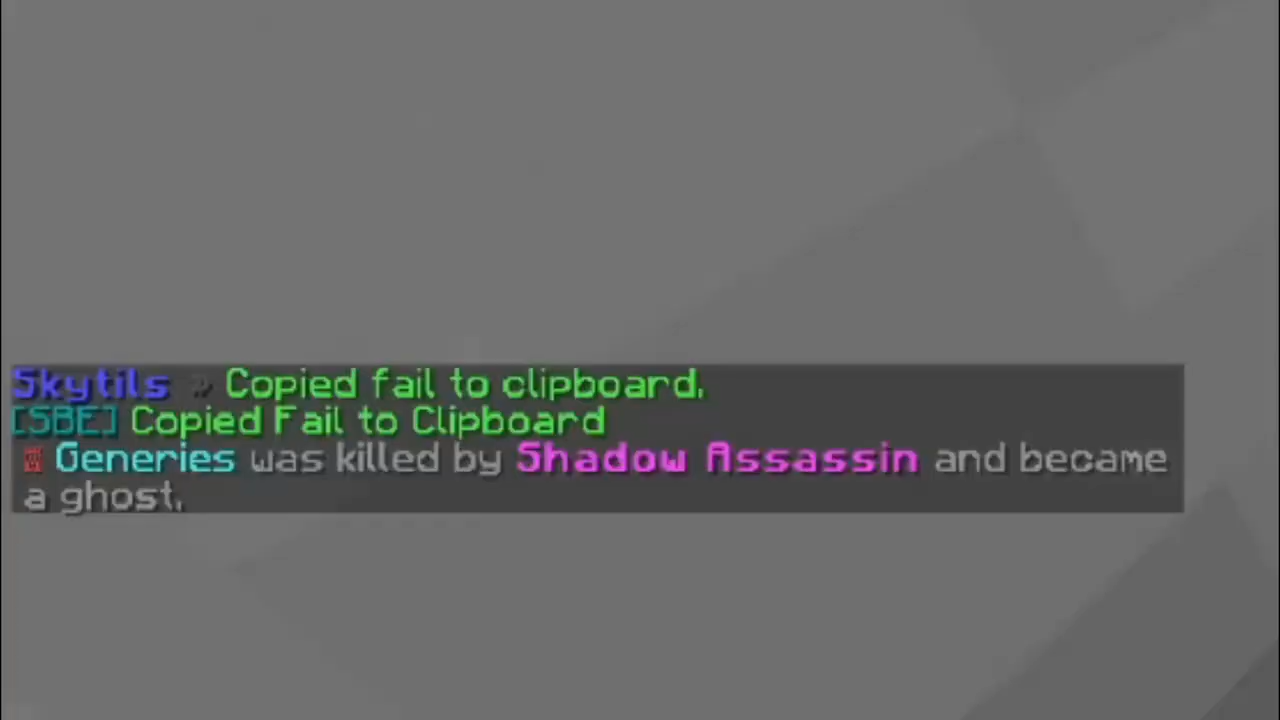 Skytils » Copied fail to clipboard.
[SBE] Copied Fail to Clipboard
☠ Generies was killed by Shadow Assassin and became
a ghost.